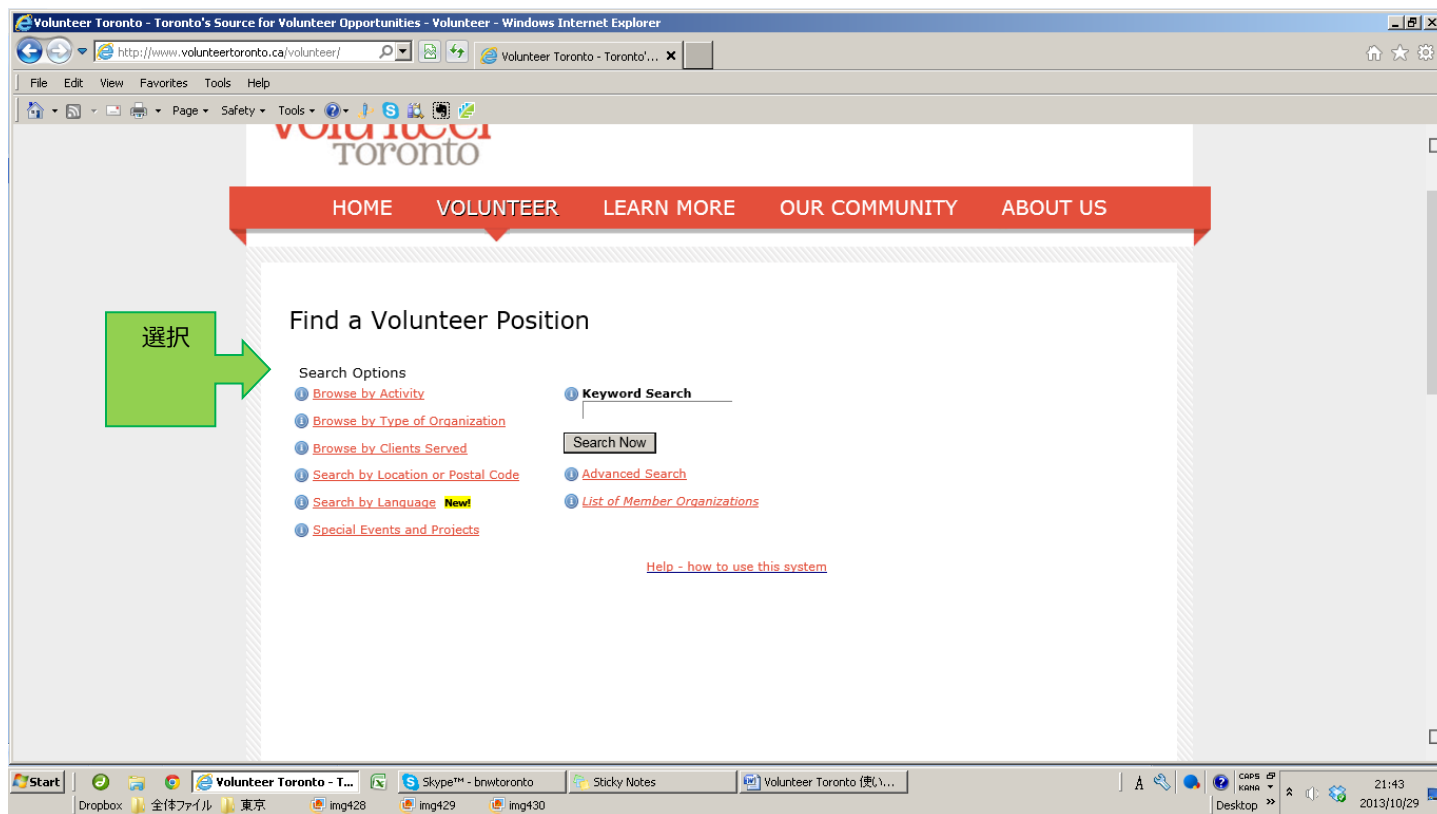 Volunteer Toronto - Toronto's Source for Volunteer Opportunities - Volunteer - Windows Internet Explorer
http://www.volunteertoronto.ca/volunteer/
Volunteer Toronto - Toronto'...
File Edit View Favorites Tools Help
Page Safety Tools
volunteer
TORONTO
HOME VOLUNTEER LEARN MORE OUR COMMUNITY ABOUT US
Find a Volunteer Position
選択
Search Options
Browse by Activity
Keyword Search
Browse by Type of Organization
Browse by Clients Served
Search Now
Search by Location or Postal Code
Advanced Search
Search by Language New!
List of Member Organizations
Special Events and Projects
Help - how to use this system
Start Volunteer Toronto - T... Skype™ - bnwtoronto Sticky Notes Volunteer Toronto (使い... A CAPS KANA 21:43
Dropbox 全体ファイル 東京 img428 img429 img430 Desktop 2013/10/29